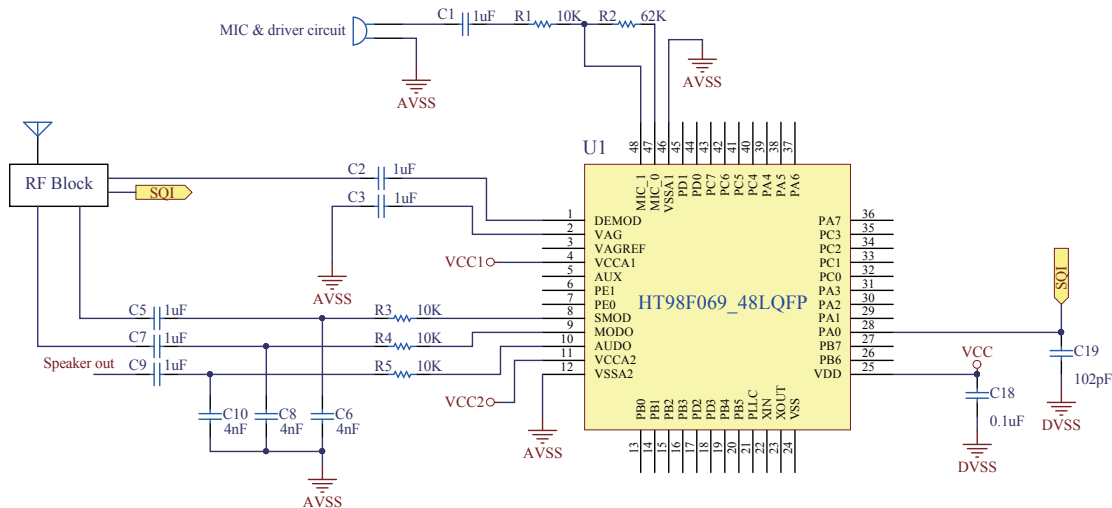 C1 1uF R1 10K R2 62K
MIC & driver circuit
AVSS
AVSS
U1
48 47 46 45 44 43 42 41 40 39 38 37
MIC_1 MIC_0 VSSA1 PD1 PD0 PC7 PC6 PC5 PC4 PA4 PA5 PA6
RF Block
SQI
C2 1uF
C3 1uF
AVSS
VCC1
1 DEMOD
2 VAG
3 VAGREF
4 VCCA1
5 AUX
6 PE1
7 PE0
8 SMOD
9 MODO
10 AUDO
11 VCCA2
12 VSSA2
HT98F069_48LQFP
PA7 36
PC3 35
PC2 34
PC1 33
PC0 32
PA3 31
PA2 30
PA1 29
PA0 28
PB7 27
PB6 26
VDD 25
SQI
C5 1uF R3 10K
C7 1uF R4 10K
Speaker out
C9 1uF R5 10K
C10 4nF
C8 4nF
C6 4nF
AVSS
VCC2
AVSS
PB0 PB1 PB2 PB3 PD2 PD3 PB4 PB5 PLLC XIN XOUT VSS
13 14 15 16 17 18 19 20 21 22 23 24
VCC
C18
0.1uF
DVSS
C19
102pF
DVSS